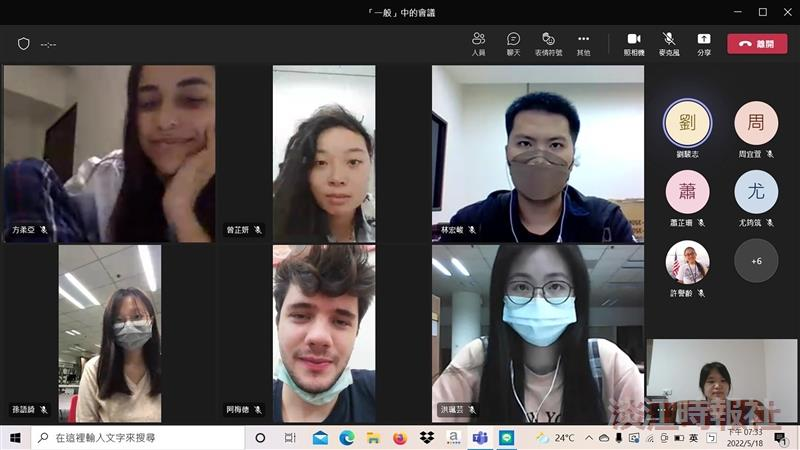 「一般」中的會議
--:--
人員
聊天
表情符號
其他
照相機
麥克風
分享
離開
方柔亞
曾芷妍
林宏峻
劉
周
劉駿志
周宜萱
蕭
尤
蕭芷珊
尤筠筑
許譽齡
+6
孫語綺
阿梅德
洪珮芸
淡江時報社
在這裡輸入文字來搜尋
24°C
英
下午 07:33
2022/5/18